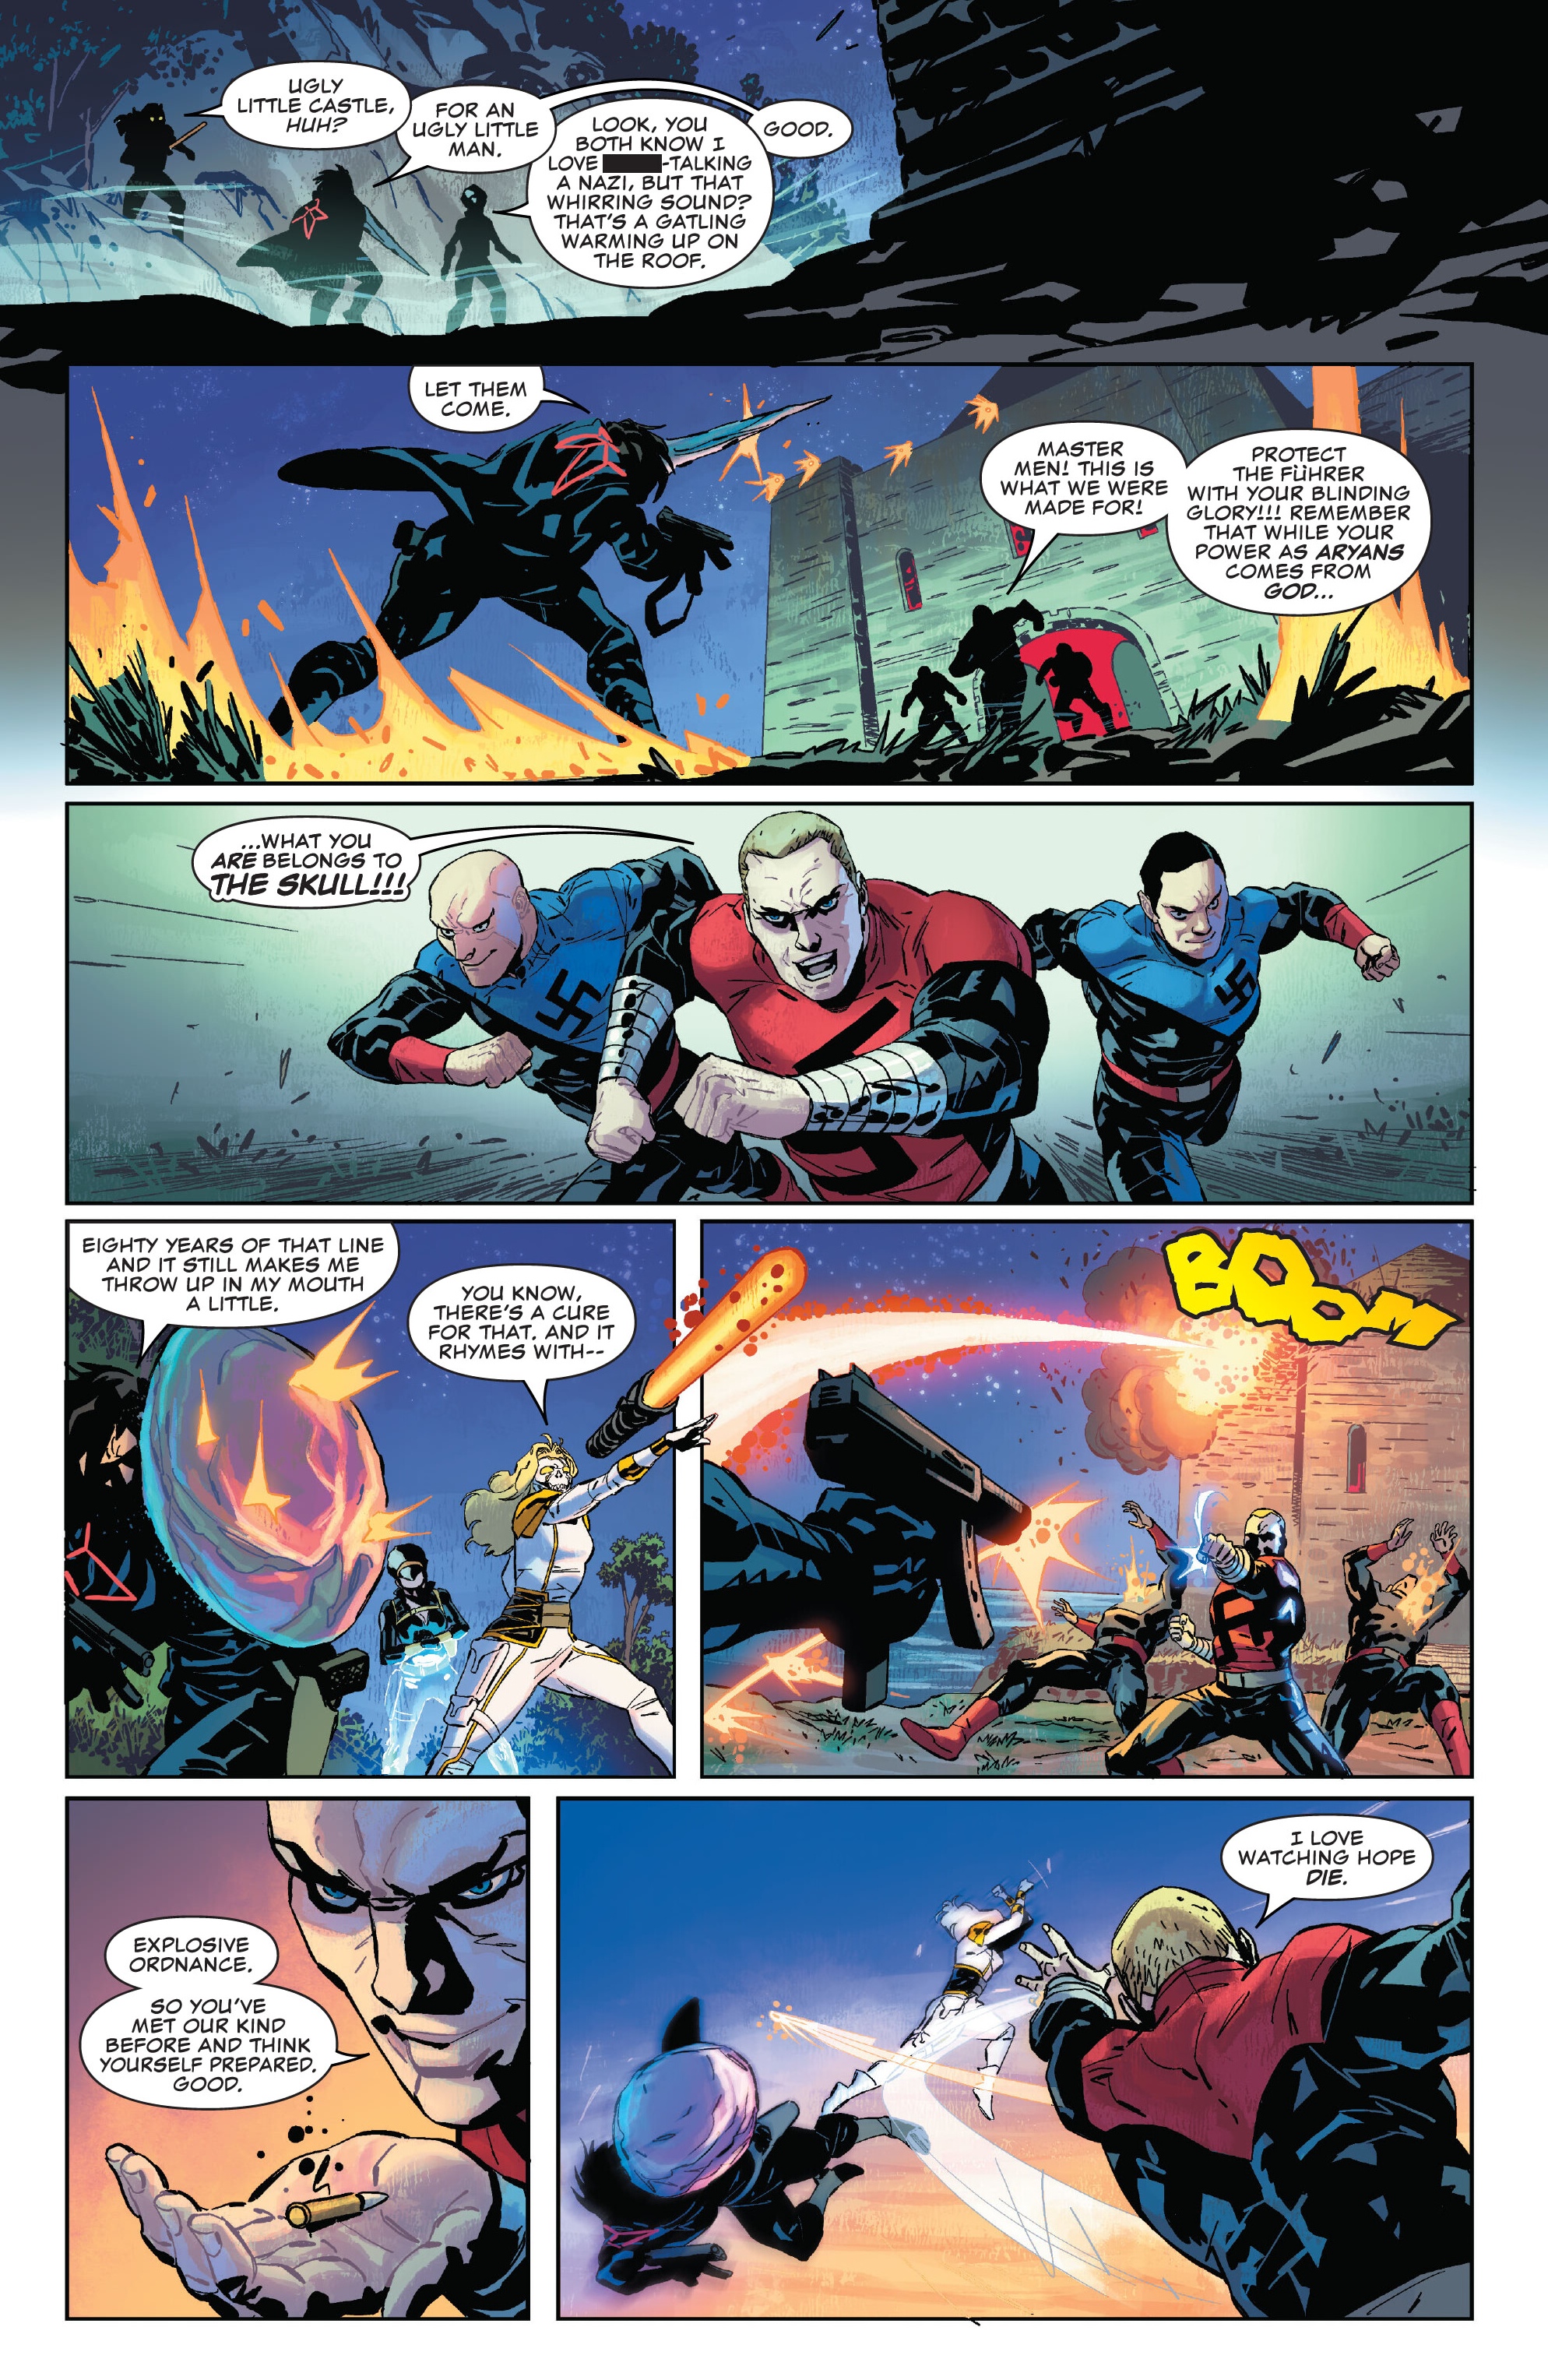 UGLY
LITTLE CASTLE,
HUH?
FOR AN
UGLY LITTLE
MAN.
LOOK, YOU
BOTH KNOW I
LOVE -TALKING
A NAZI, BUT THAT
WHIRRING SOUND?
THAT'S A GATLING
WARMING UP ON
THE ROOF.
GOOD.
LET THEM
COME.
MASTER
MEN! THIS IS
WHAT WE WERE
MADE FOR!
PROTECT
THE FÜHRER
WITH YOUR BLINDING
GLORY!!! REMEMBER
THAT WHILE YOUR
POWER AS ARYANS
COMES FROM
GOD...
...WHAT YOU
ARE BELONGS TO
THE SKULL!!!
EIGHTY YEARS OF THAT LINE
AND IT STILL MAKES ME
THROW UP IN MY MOUTH
A LITTLE.
YOU KNOW,
THERE'S A CURE
FOR THAT. AND IT
RHYMES WITH--
BOOM
EXPLOSIVE
ORDNANCE.
SO YOU'VE
MET OUR KIND
BEFORE AND THINK
YOURSELF PREPARED.
GOOD.
I LOVE
WATCHING HOPE
DIE.